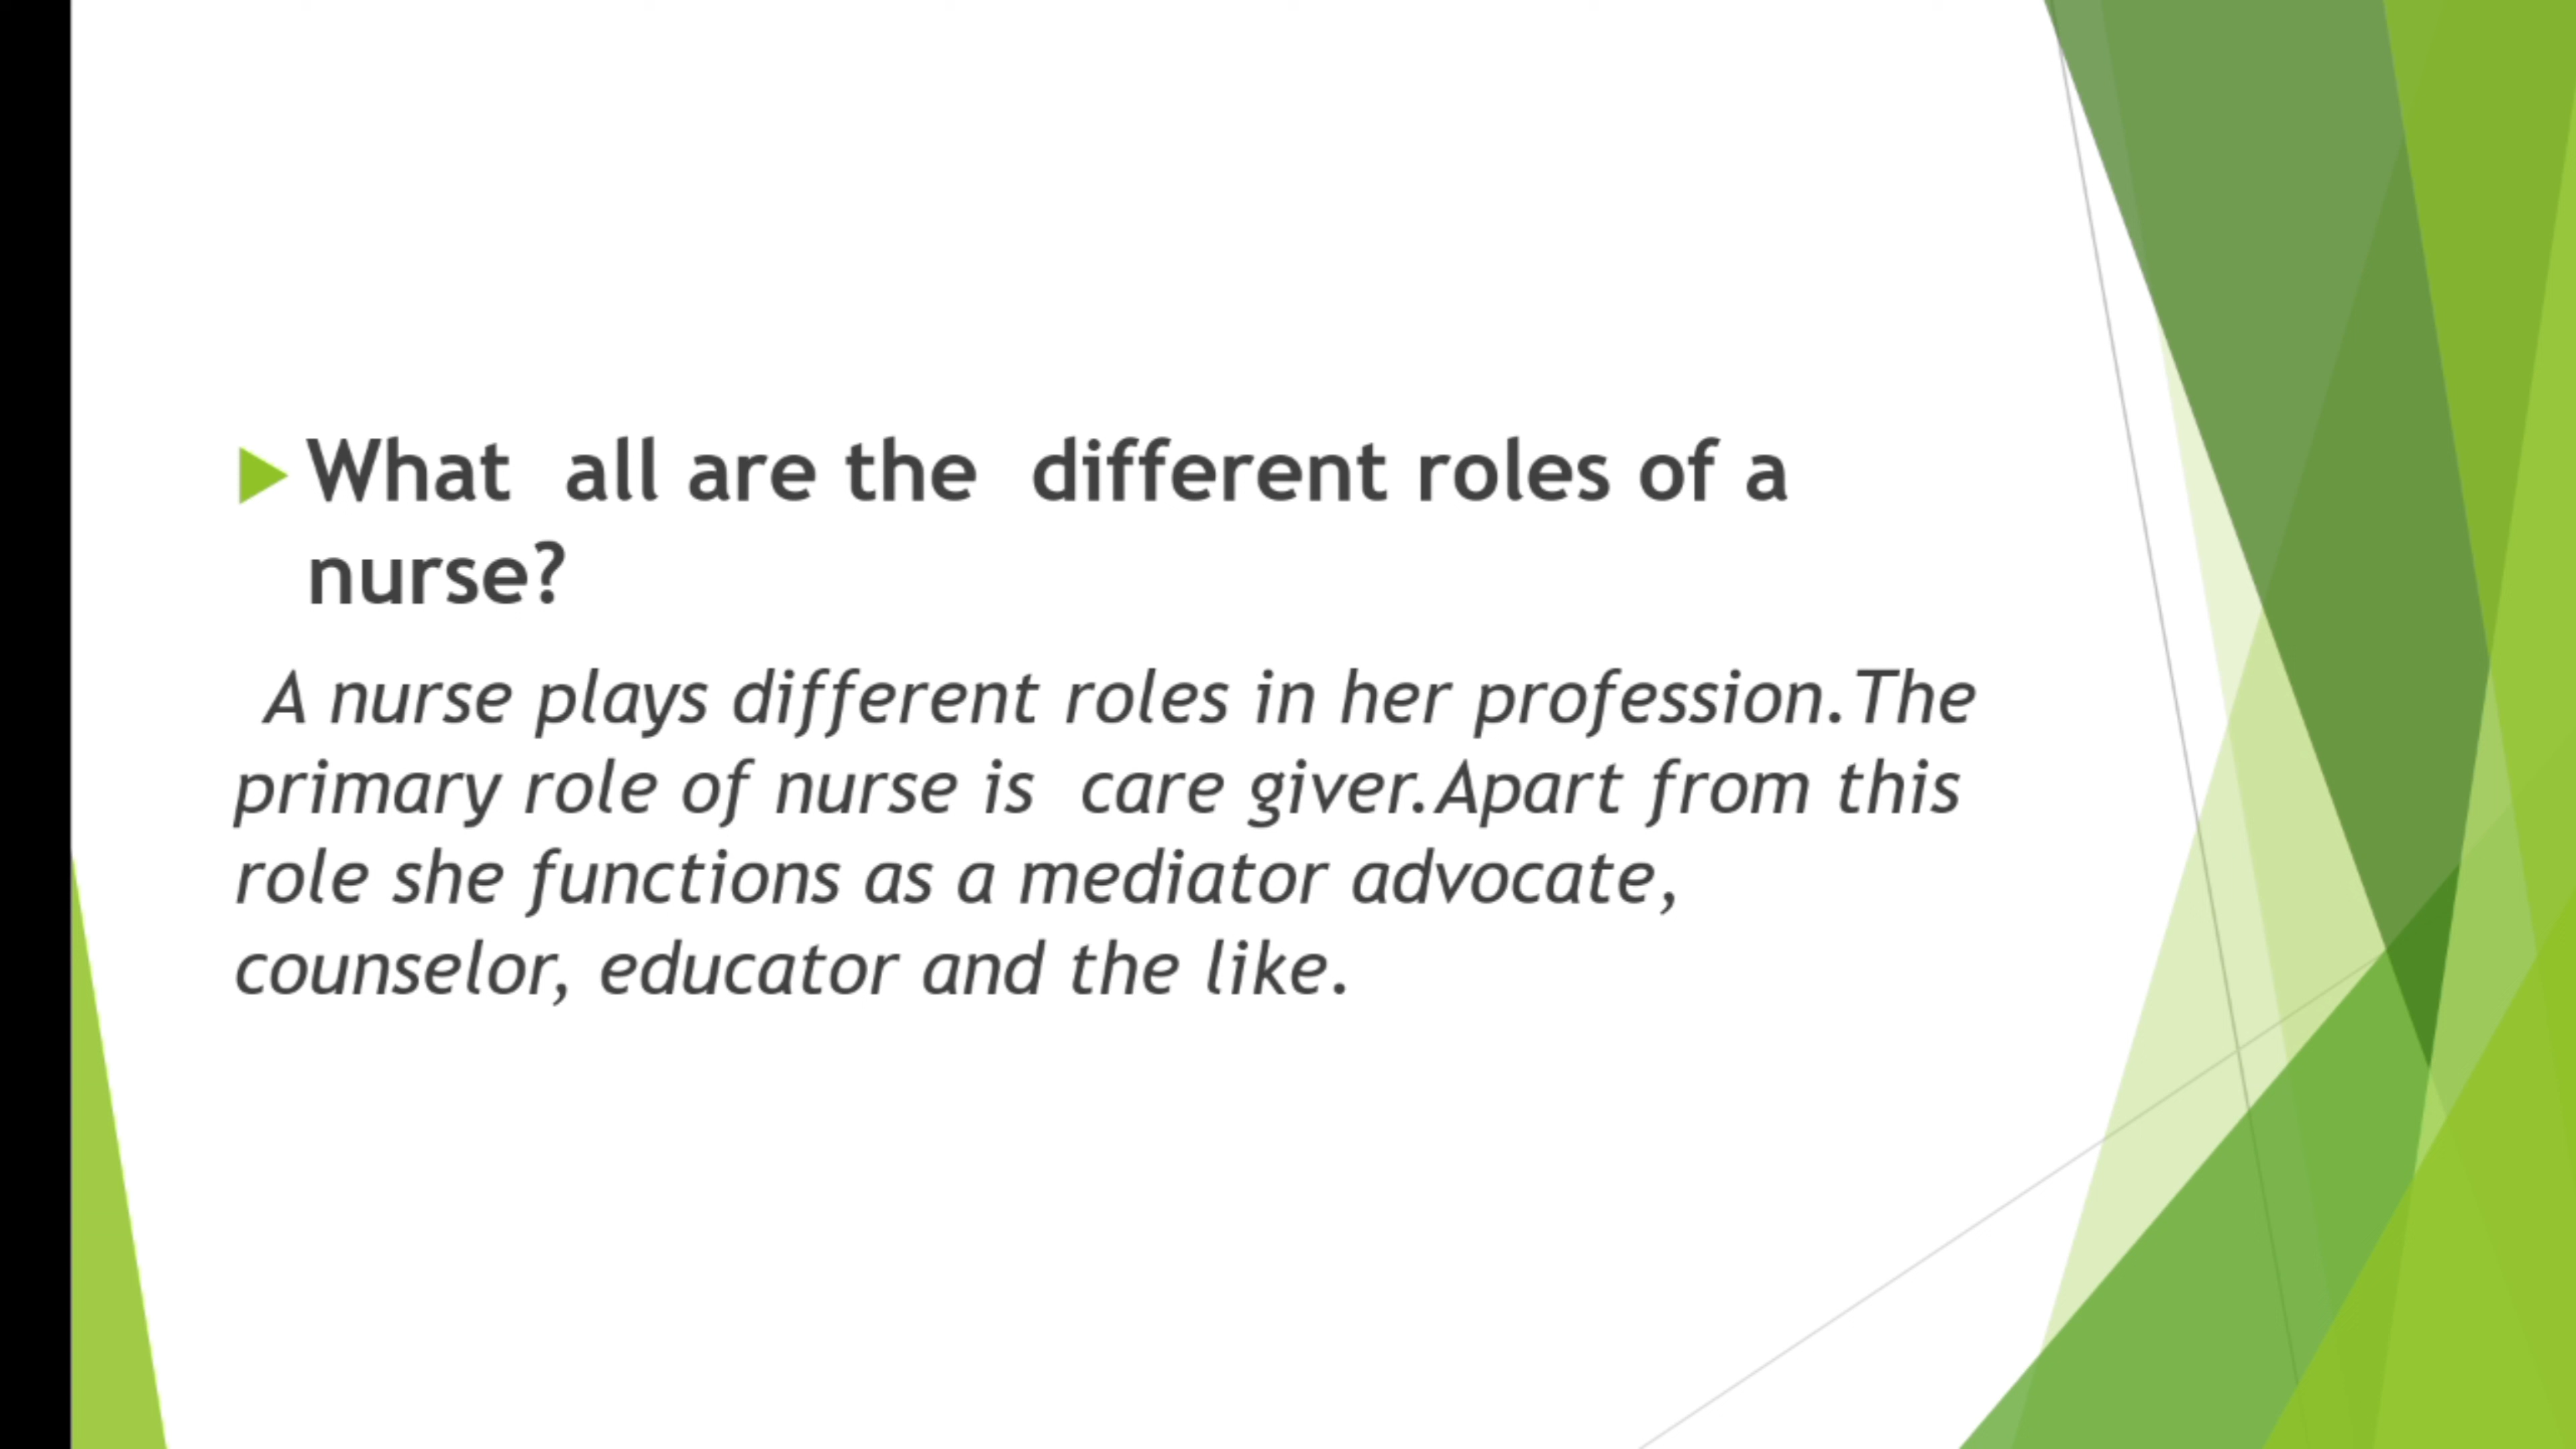 What  all are the  different roles of a
nurse?
A nurse plays different roles in her profession.The
primary role of nurse is  care giver.Apart from this
role she functions as a mediator advocate,
counselor, educator and the like.